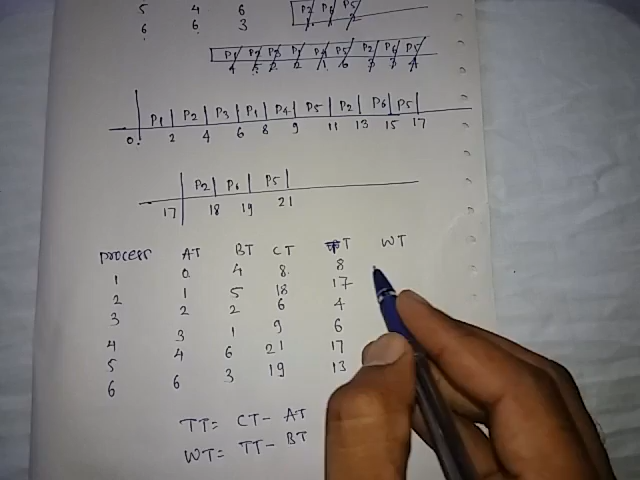 5 4 6
6 6 3
P1 P2 P3 P1 P4 P5 P2 P6 P5
P1 P2 P3 P1 P4 P5 P2 P6 P5
0 2 4 6 8 9 11 13 15 17
P2 P6 P5
17 18 19 21
process AT BT CT TT WT
1 0 4 8 8
2 1 5 18 17
3 2 2 6 4
4 3 1 9 6
5 4 6 21 17
6 6 3 19 13
TT= CT- AT
WT= TT- BT